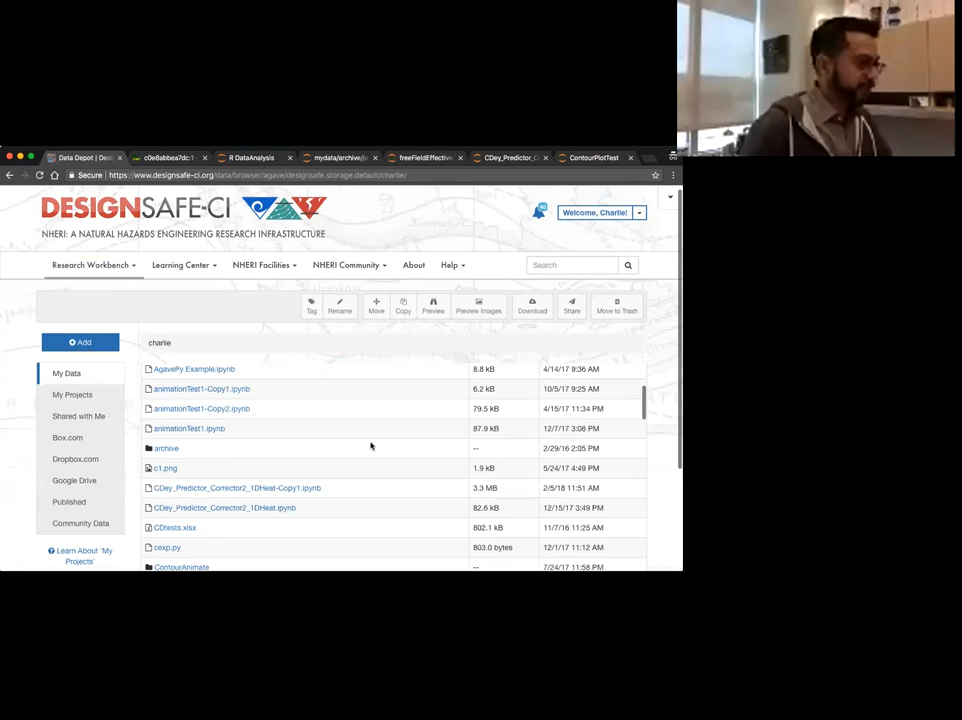 Data Depot | Desi
c0e8abbea7dc:1
R DataAnalysis
mydata/archive/jo
freeFieldEffective
CDey_Predictor_C
ContourPlotTest
Secure
https://www.designsafe-ci.org/data/browser/agave/designsafe.storage.default/charlie/
DESIGNSAFE-CI
NHERI: A NATURAL HAZARDS ENGINEERING RESEARCH INFRASTRUCTURE
Welcome, Charlie!
Research Workbench
Learning Center
NHERI Facilities
NHERI Community
About
Help
Search
Tag
Rename
Move
Copy
Preview
Preview Images
Download
Share
Move to Trash
Add
charlie
My Data
My Projects
Shared with Me
Box.com
Dropbox.com
Google Drive
Published
Community Data
Learn About 'My
Projects'
AgavePy Example.ipynb 8.8 kB 4/14/17 9:36 AM
animationTest1-Copy1.ipynb 6.2 kB 10/5/17 9:25 AM
animationTest1-Copy2.ipynb 79.5 kB 4/15/17 11:34 PM
animationTest1.ipynb 87.9 kB 12/7/17 3:08 PM
archive -- 2/29/16 2:05 PM
c1.png 1.9 kB 5/24/17 4:49 PM
CDey_Predictor_Corrector2_1DHeat-Copy1.ipynb 3.3 MB 2/5/18 11:51 AM
CDey_Predictor_Corrector2_1DHeat.ipynb 82.6 kB 12/15/17 3:49 PM
CDtests.xlsx 802.1 kB 11/7/16 11:25 AM
cexp.py 803.0 bytes 12/1/17 11:12 AM
ContourAnimate -- 7/24/17 11:58 PM